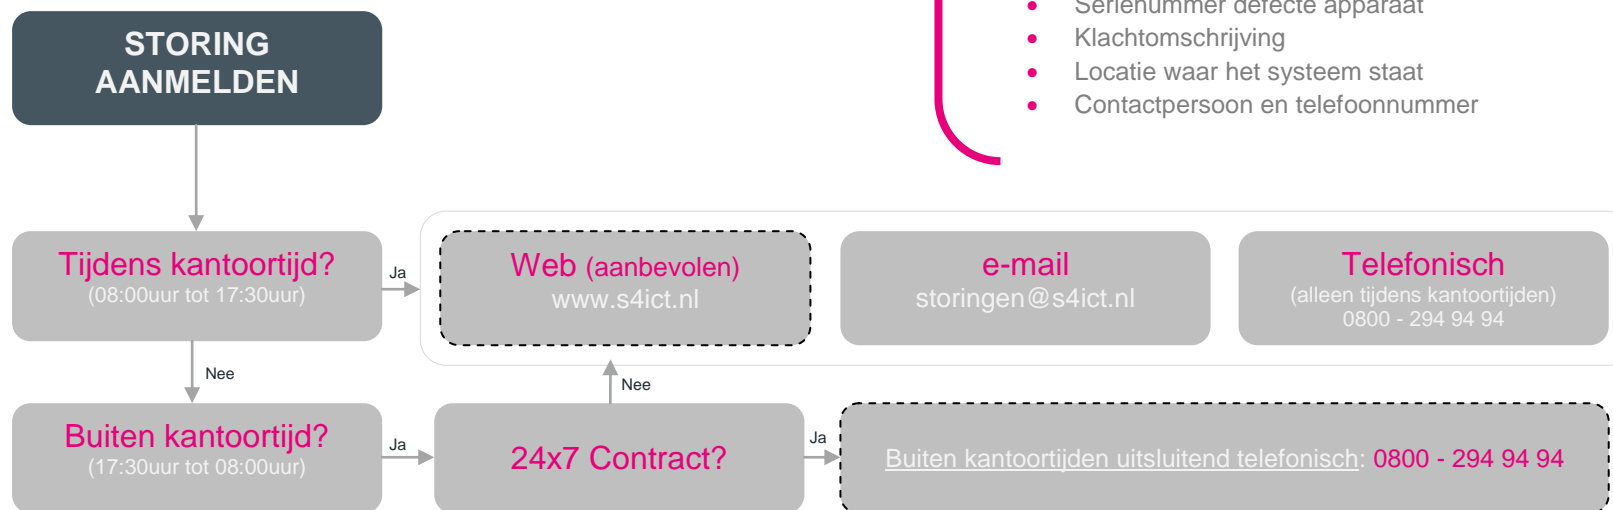 Serienummer defecte apparaat
Klachtomschrijving
Locatie waar het systeem staat
Contactpersoon en telefoonnummer
STORING
AANMELDEN
Tijdens kantoortijd?
(08:00uur tot 17:30uur)
Ja
Web (aanbevolen)
www.s4ict.nl
e-mail
storingen@s4ict.nl
Telefonisch
(alleen tijdens kantoortijden)
0800 - 294 94 94
Nee
Nee
Buiten kantoortijd?
(17:30uur tot 08:00uur)
Ja
24x7 Contract?
Ja
Buiten kantoortijden uitsluitend telefonisch: 0800 - 294 94 94